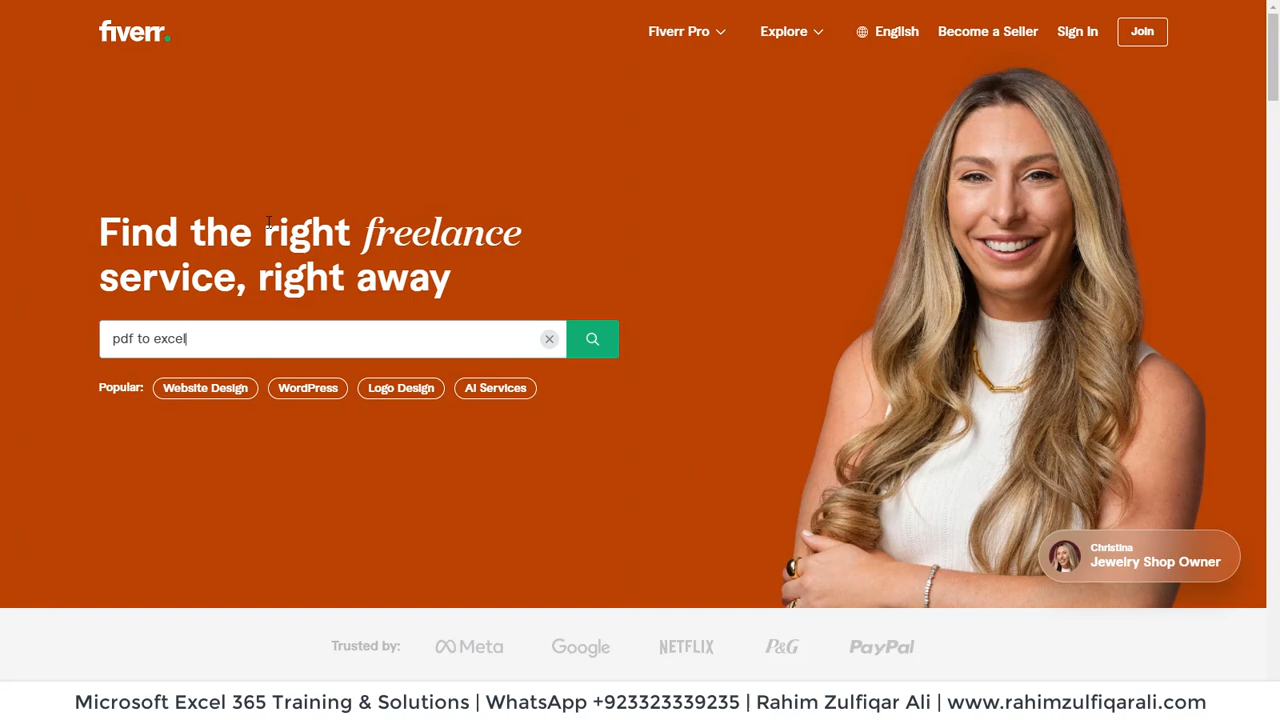 fiverr.
Fiverr Pro Explore English Become a Seller Sign In Join
Find the right freelance
service, right away
pdf to excel
Popular: Website Design WordPress Logo Design AI Services
Christina
Jewelry Shop Owner
Trusted by: Meta Google NETFLIX P&G PayPal
Microsoft Excel 365 Training & Solutions | WhatsApp +923323339235 | Rahim Zulfiqar Ali | www.rahimzulfiqarali.com